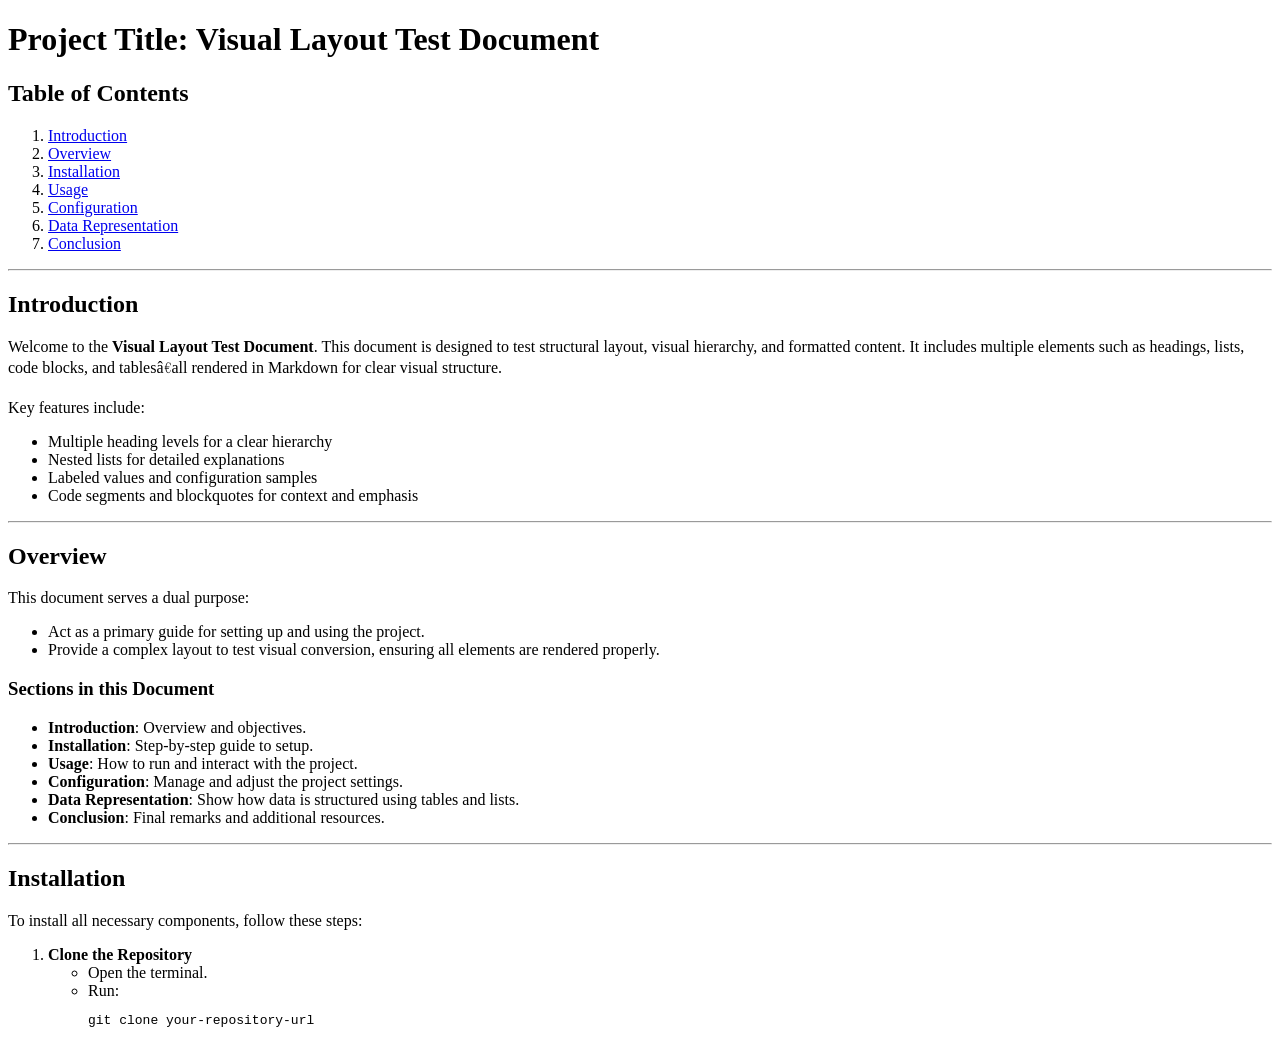 Project Title: Visual Layout Test Document
Table of Contents
1. Introduction
2. Overview
3. Installation
4. Usage
5. Configuration
6. Data Representation
7. Conclusion
Introduction
Welcome to the Visual Layout Test Document. This document is designed to test structural layout, visual hierarchy, and formatted content. It includes multiple elements such as headings, lists,
code blocks, and tablesâ€all rendered in Markdown for clear visual structure.
Key features include:
• Multiple heading levels for a clear hierarchy
• Nested lists for detailed explanations
• Labeled values and configuration samples
• Code segments and blockquotes for context and emphasis
Overview
This document serves a dual purpose:
• Act as a primary guide for setting up and using the project.
• Provide a complex layout to test visual conversion, ensuring all elements are rendered properly.
Sections in this Document
• Introduction: Overview and objectives.
• Installation: Step-by-step guide to setup.
• Usage: How to run and interact with the project.
• Configuration: Manage and adjust the project settings.
• Data Representation: Show how data is structured using tables and lists.
• Conclusion: Final remarks and additional resources.
Installation
To install all necessary components, follow these steps:
1. Clone the Repository
◦ Open the terminal.
◦ Run:
git clone your-repository-url